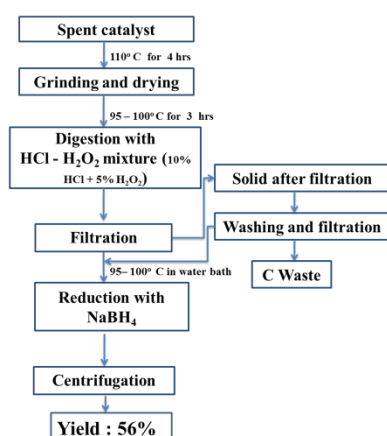 Spent catalyst
110° C for 4 hrs
Grinding and drying
95 – 100° C for 3 hrs
Digestion with
HCl - H₂O₂ mixture (10%
HCl + 5% H₂O₂)
Filtration
Solid after filtration
Washing and filtration
C Waste
95– 100° C in water bath
Reduction with
NaBH₄
Centrifugation
Yield : 56%